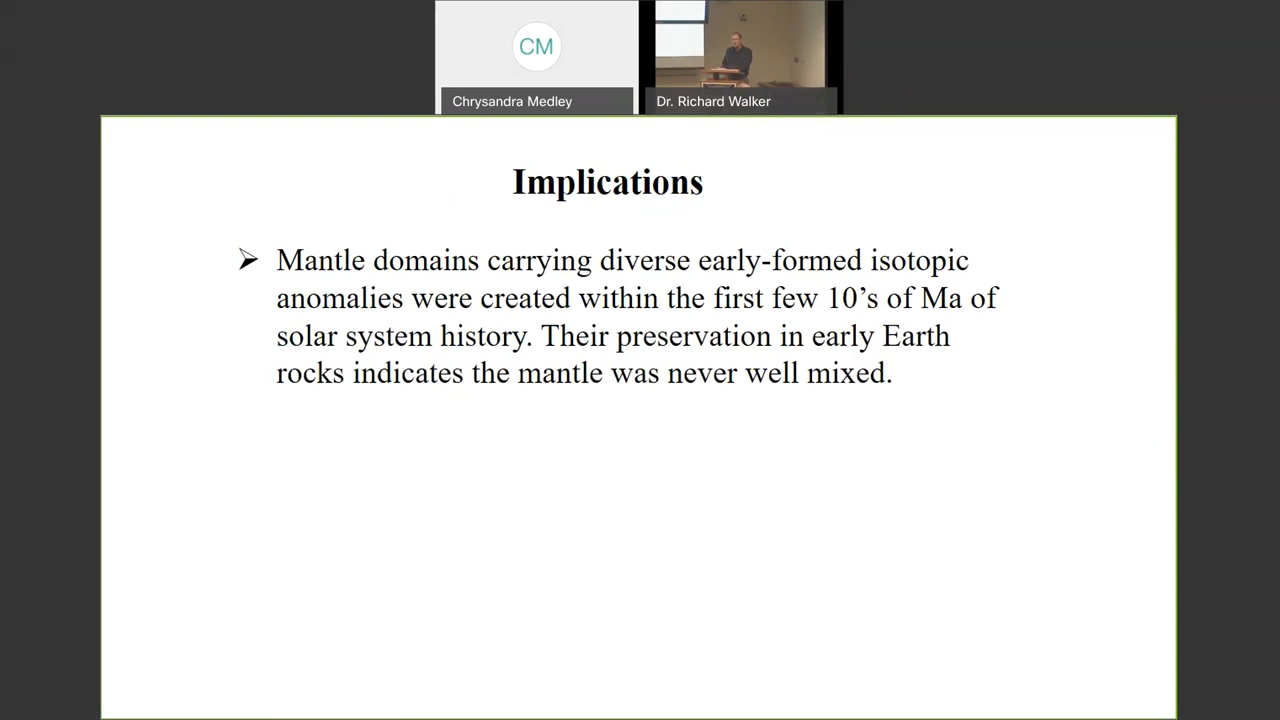 CM
Chrysandra Medley
Dr. Richard Walker
Implications
➢ Mantle domains carrying diverse early-formed isotopic
anomalies were created within the first few 10’s of Ma of
solar system history. Their preservation in early Earth
rocks indicates the mantle was never well mixed.